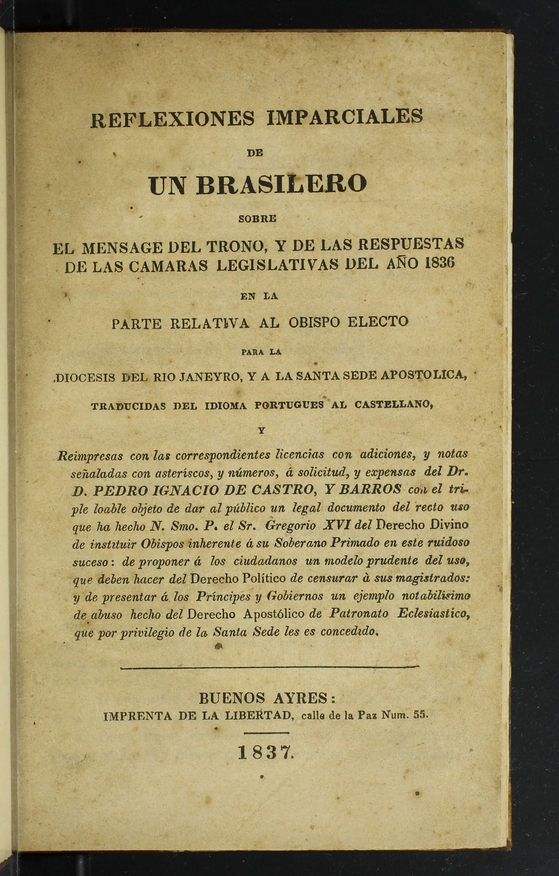 REFLEXIONES IMPARCIALES
DE
UN BRASILERO
SOBRE
EL MENSAGE DEL TRONO, Y DE LAS RESPUESTAS
DE LAS CAMARAS LEGISLATIVAS DEL AÑO 1836
EN LA
PARTE RELATIVA AL OBISPO ELECTO
PARA LA
DIOCESIS DEL RIO JANEYRO, Y A LA SANTA SEDE APOSTOLICA,
TRADUCIDAS DEL IDIOMA PORTUGUES AL CASTELLANO,
Y
Reimpresas con las correspondientes licencias con adiciones, y notas
señaladas con asteriscos, y números, á solicitud, y expensas del Dr.
D. PEDRO IGNACIO DE CASTRO, Y BARROS con el tri-
ple loable objeto de dar al público un legal documento del recto uso
que ha hecho N. Smo. P. el Sr. Gregorio XVI del Derecho Divino
de instituir Obispos inherente á su Soberano Primado en este ruidoso
suceso: de proponer á los ciudadanos un modelo prudente del uso,
que deben hacer del Derecho Político de censurar á sus magistrados:
y de presentar á los Príncipes y Gobiernos un ejemplo notabilísimo
de abuso hecho del Derecho Apostólico de Patronato Eclesiastico,
que por privilegio de la Santa Sede les es concedido.
BUENOS AYRES:
IMPRENTA DE LA LIBERTAD, calle de la Paz Num. 55.
1837.